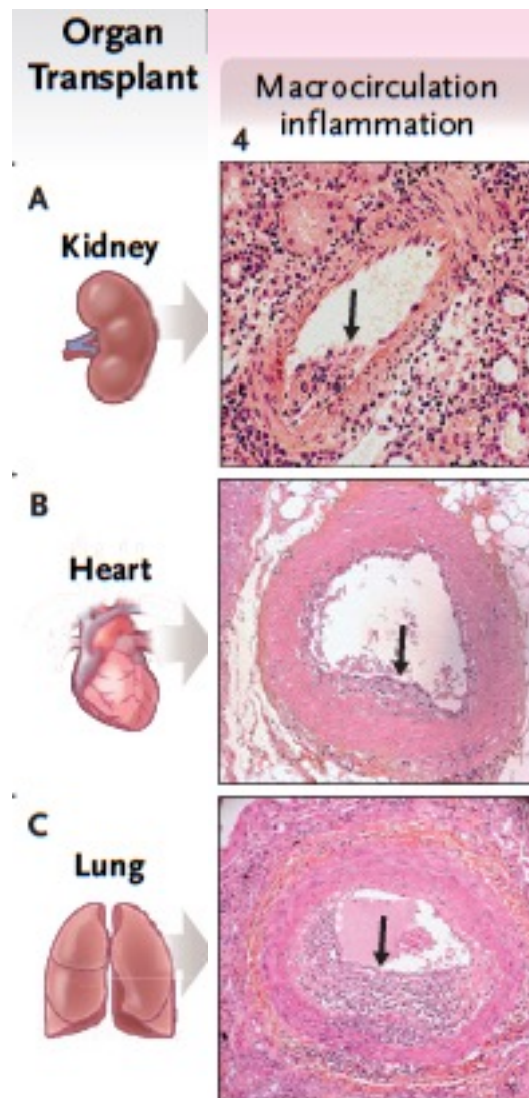 Organ
Transplant
Macrocirculation
inflammation
4
A
Kidney
B
Heart
C
Lung